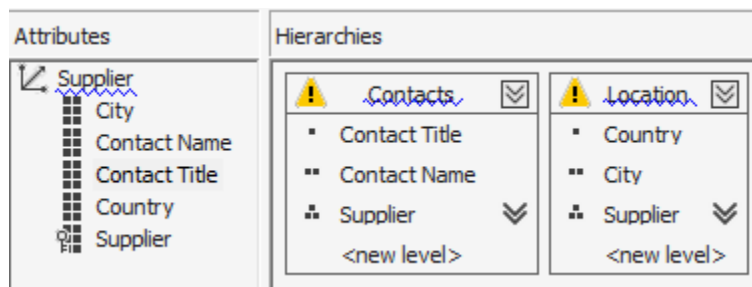 Attributes
Supplier
City
Contact Name
Contact Title
Country
Supplier
Hierarchies
Contacts
Contact Title
Contact Name
Supplier
<new level>
Location
Country
City
Supplier
<new level>